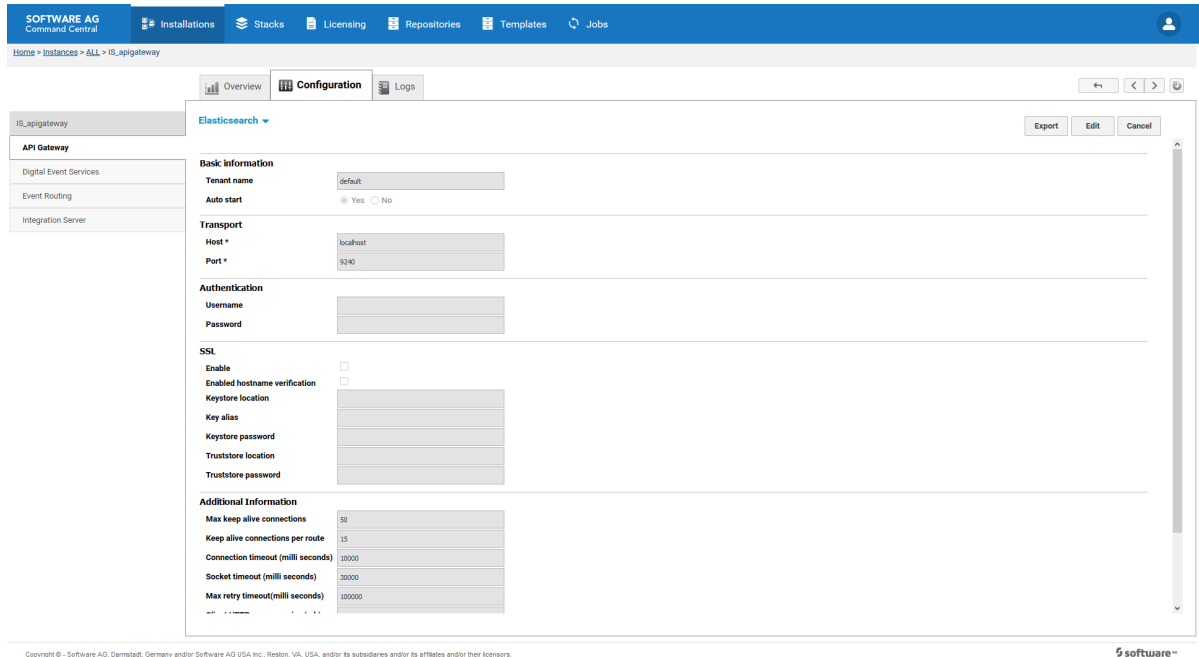 SOFTWARE AG
Command Central
Installations
Stacks
Licensing
Repositories
Templates
Jobs
Home > Instances > ALL > IS_apigateway
Overview
Configuration
Logs
IS_apigateway
API Gateway
Digital Event Services
Event Routing
Integration Server
Elasticsearch
Export
Edit
Cancel
Basic information
Tenant name default
Auto start Yes No
Transport
Host * localhost
Port * 9240
Authentication
Username
Password
SSL
Enable
Enabled hostname verification
Keystore location
Key alias
Keystore password
Truststore location
Truststore password
Additional Information
Max keep alive connections 50
Keep alive connections per route 15
Connection timeout (milli seconds) 10000
Socket timeout (milli seconds) 30000
Max retry timeout(milli seconds) 100000
Copyright © - Software AG, Darmstadt, Germany and/or Software AG USA Inc., Reston, VA, USA, and/or its subsidiaries and/or its affiliates and/or their licensors.
software AG